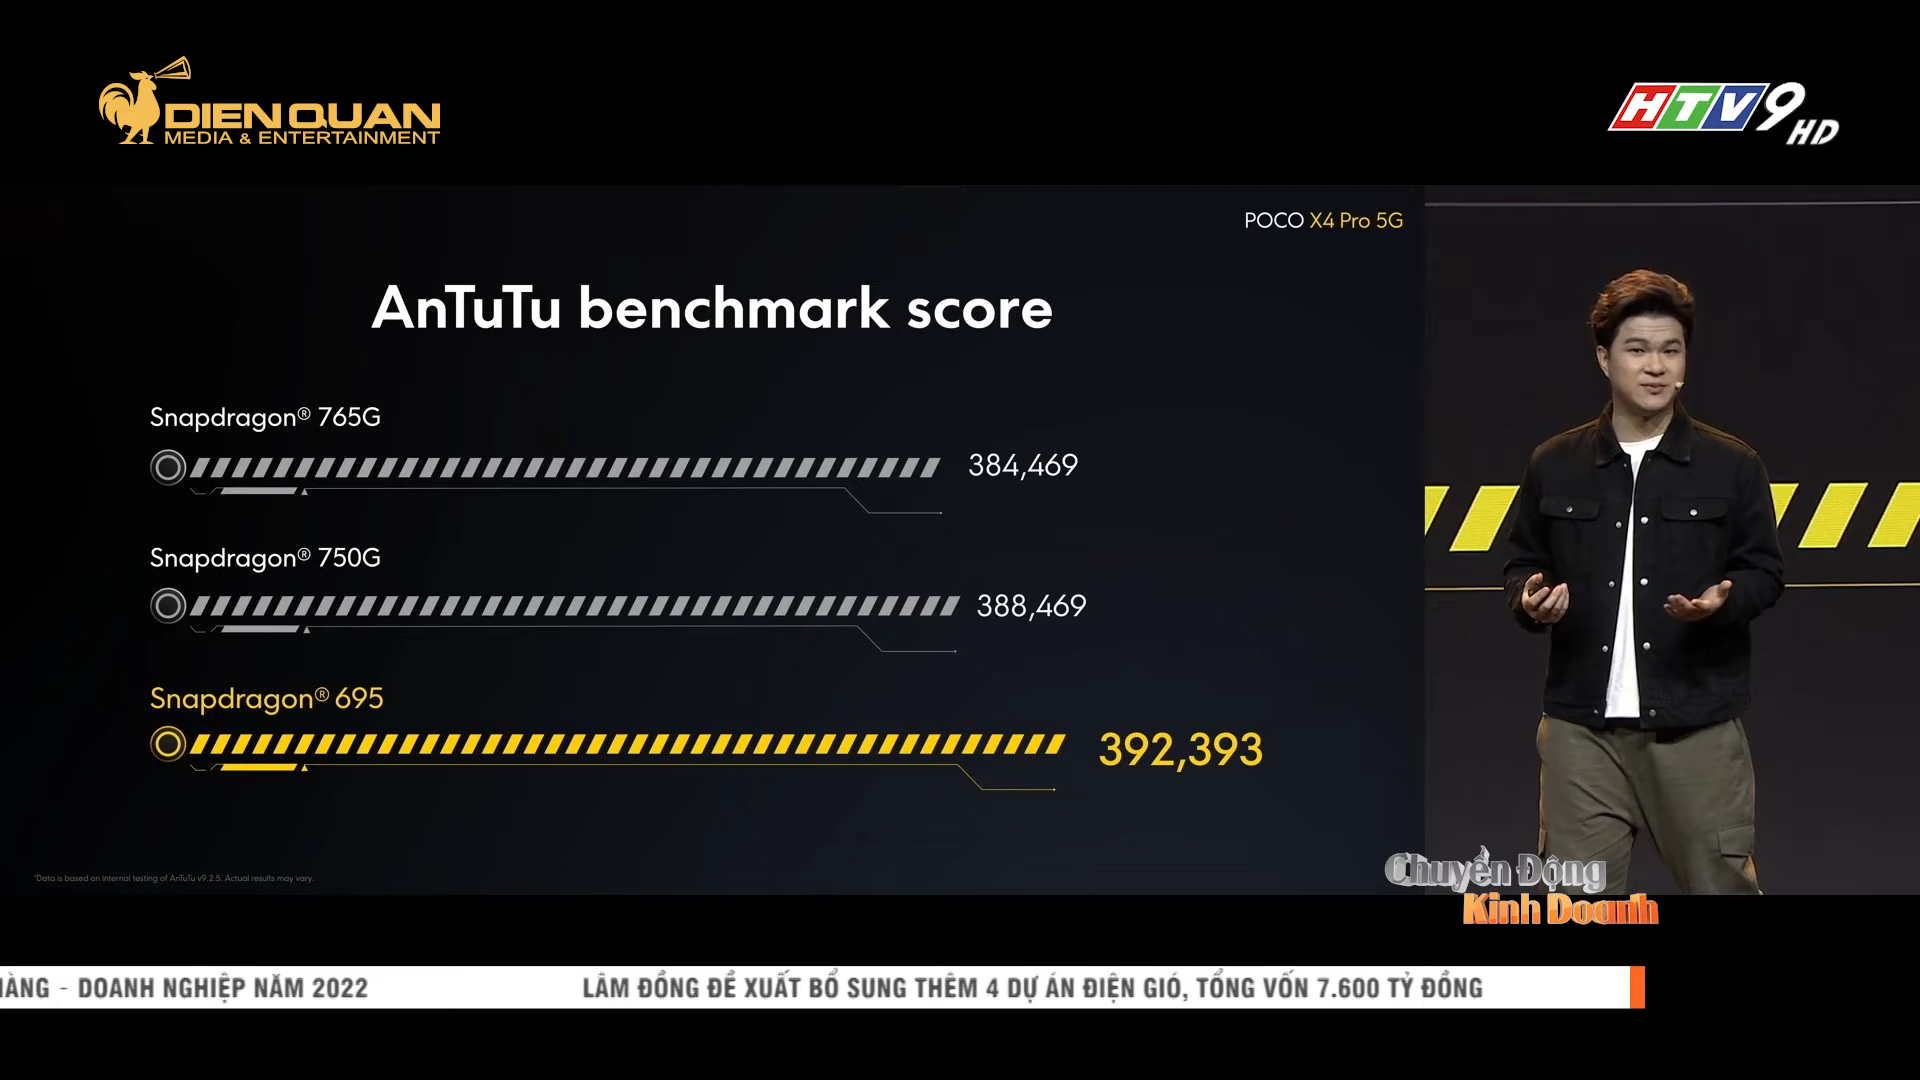 DIEN QUAN
MEDIA & ENTERTAINMENT
HTV9 HD
POCO X4 Pro 5G
AnTuTu benchmark score
Snapdragon® 765G
384,469
Snapdragon® 750G
388,469
Snapdragon® 695
392,393
*Data is based on internal testing of AnTuTu v9.2.5. Actual results may vary.
Chuyển Động
Kinh Doanh
- DOANH NGHIỆP NĂM 2022 LÂM ĐỒNG ĐỀ XUẤT BỔ SUNG THÊM 4 DỰ ÁN ĐIỆN GIÓ, TỔNG VỐN 7.600 TỶ ĐỒNG